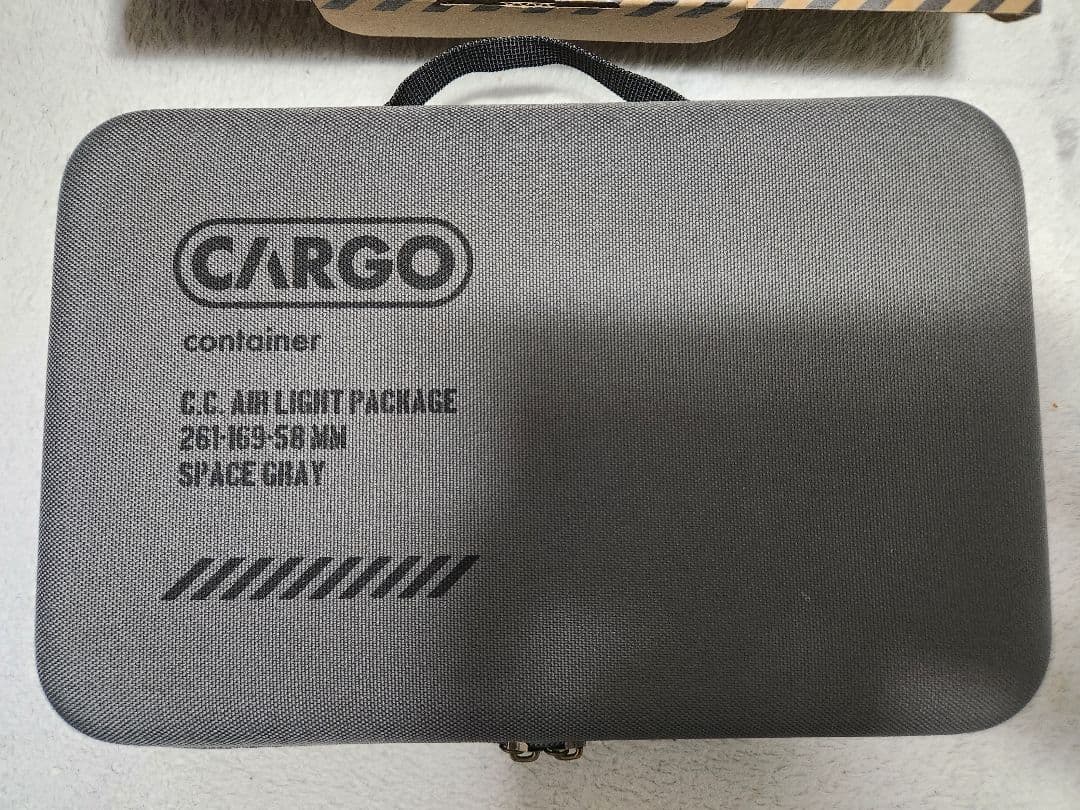 CARGO
container
C.C. AIR LIGHT PACKAGE
261-169-58 MM
SPACE GRAY